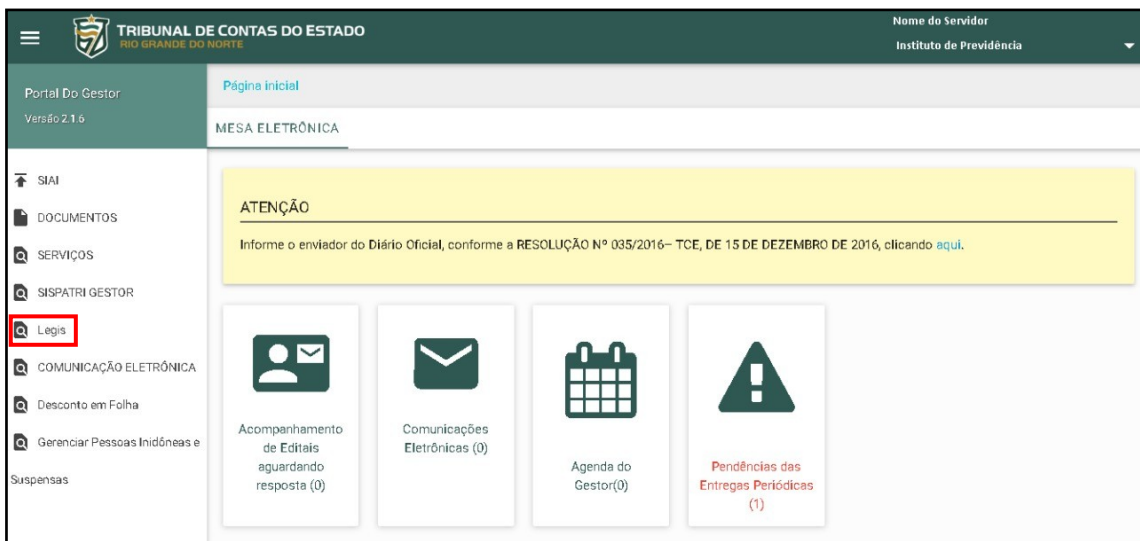 TRIBUNAL DE CONTAS DO ESTADO
RIO GRANDE DO NORTE
Nome do Servidor
Instituto de Previdência
Portal Do Gestor
Versão 2.1.6
Página inicial
MESA ELETRÔNICA
SIAI
DOCUMENTOS
SERVIÇOS
SISPATRI GESTOR
Legis
COMUNICAÇÃO ELETRÔNICA
Desconto em Folha
Gerenciar Pessoas Inidôneas e
Suspensas
ATENÇÃO
Informe o enviador do Diário Oficial, conforme a RESOLUÇÃO Nº 035/2016– TCE, DE 15 DE DEZEMBRO DE 2016, clicando aqui.
Acompanhamento
de Editais
aguardando
resposta (0)
Comunicações
Eletrônicas (0)
Agenda do
Gestor(0)
Pendências das
Entregas Periódicas
(1)